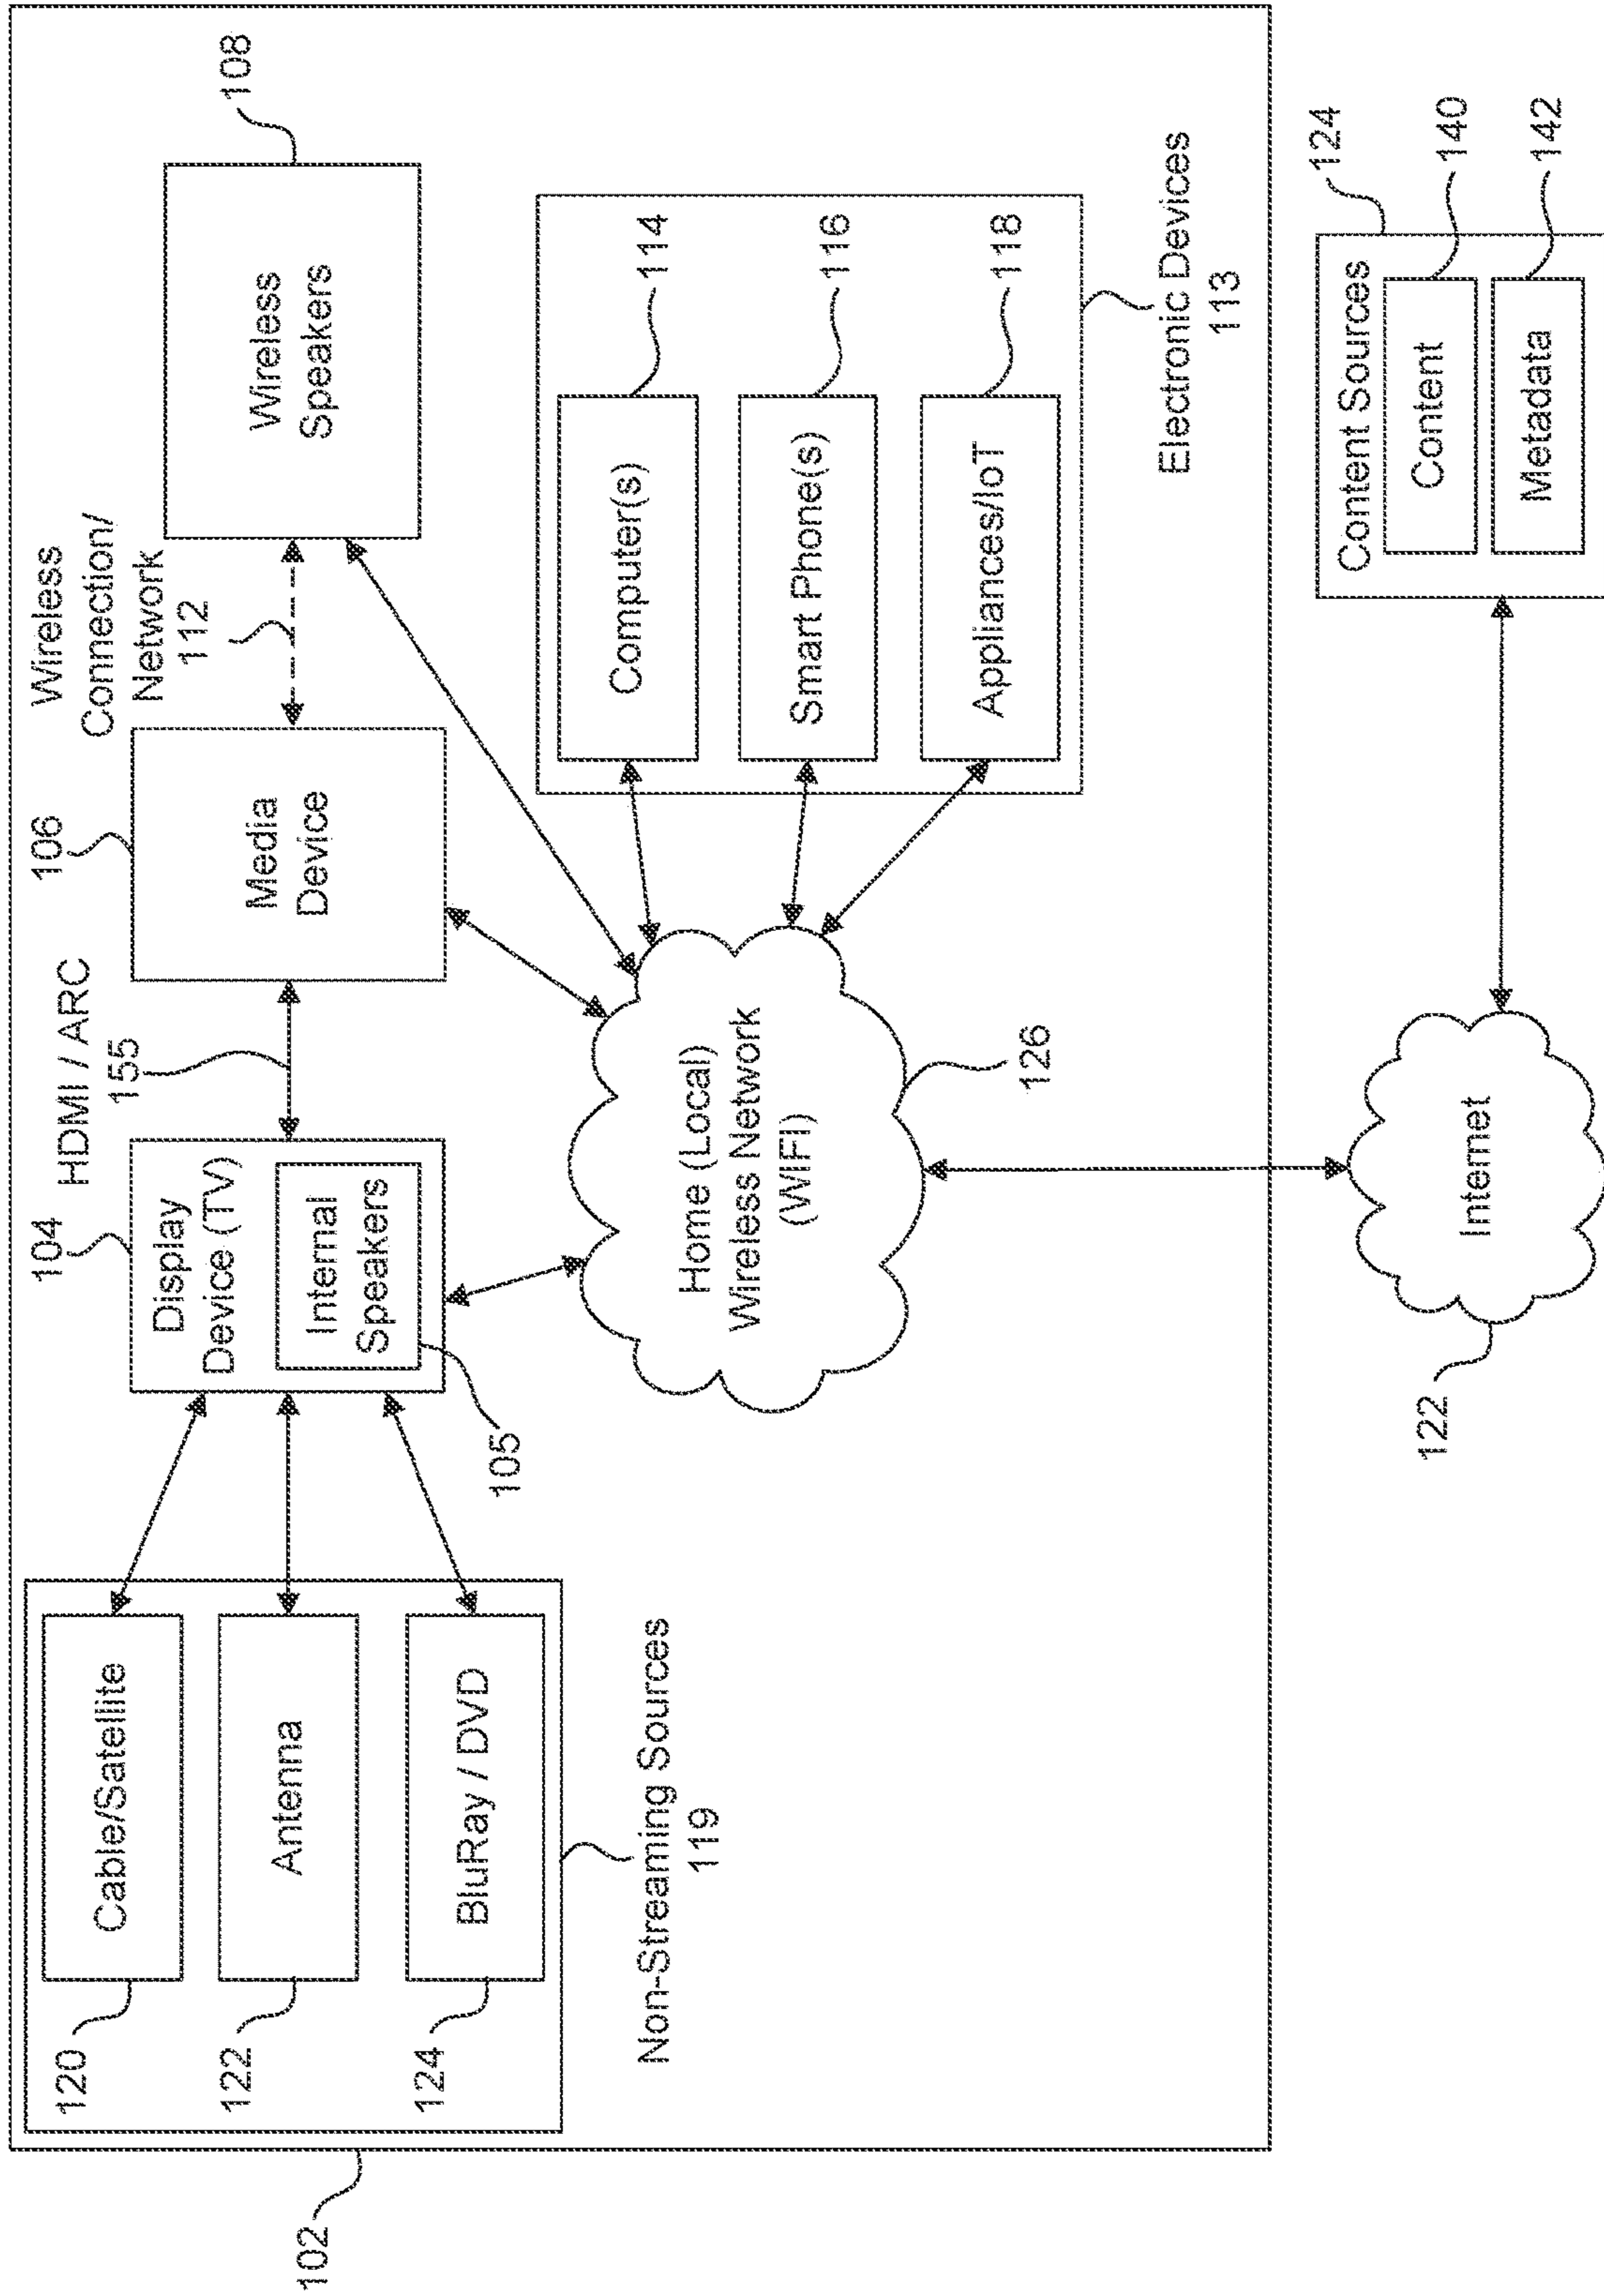 102
120
Cable/Satellite
122
Antenna
124
BluRay / DVD
Non-Streaming Sources
119
104
Display
Device (TV)
Internal
Speakers
105
HDMI / ARC
155
106
Media
Device
Wireless
Connection/
Network
112
Wireless
Speakers
108
Home (Local)
Wireless Network
(WIFI)
126
Computer(s)
114
Smart Phone(s)
116
Appliances/IoT
118
Electronic Devices
113
122
Internet
124
Content Sources
Content
140
Metadata
142